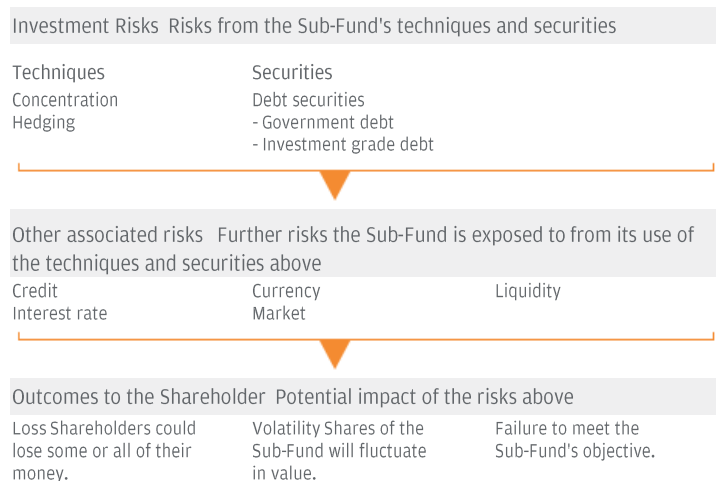 Investment Risks Risks from the Sub-Fund's techniques and securities
Techniques
Concentration
Hedging
Securities
Debt securities
- Government debt
- Investment grade debt
Other associated risks Further risks the Sub-Fund is exposed to from its use of
the techniques and securities above
Credit
Interest rate
Currency
Market
Liquidity
Outcomes to the Shareholder Potential impact of the risks above
Loss Shareholders could
lose some or all of their
money.
Volatility Shares of the
Sub-Fund will fluctuate
in value.
Failure to meet the
Sub-Fund's objective.